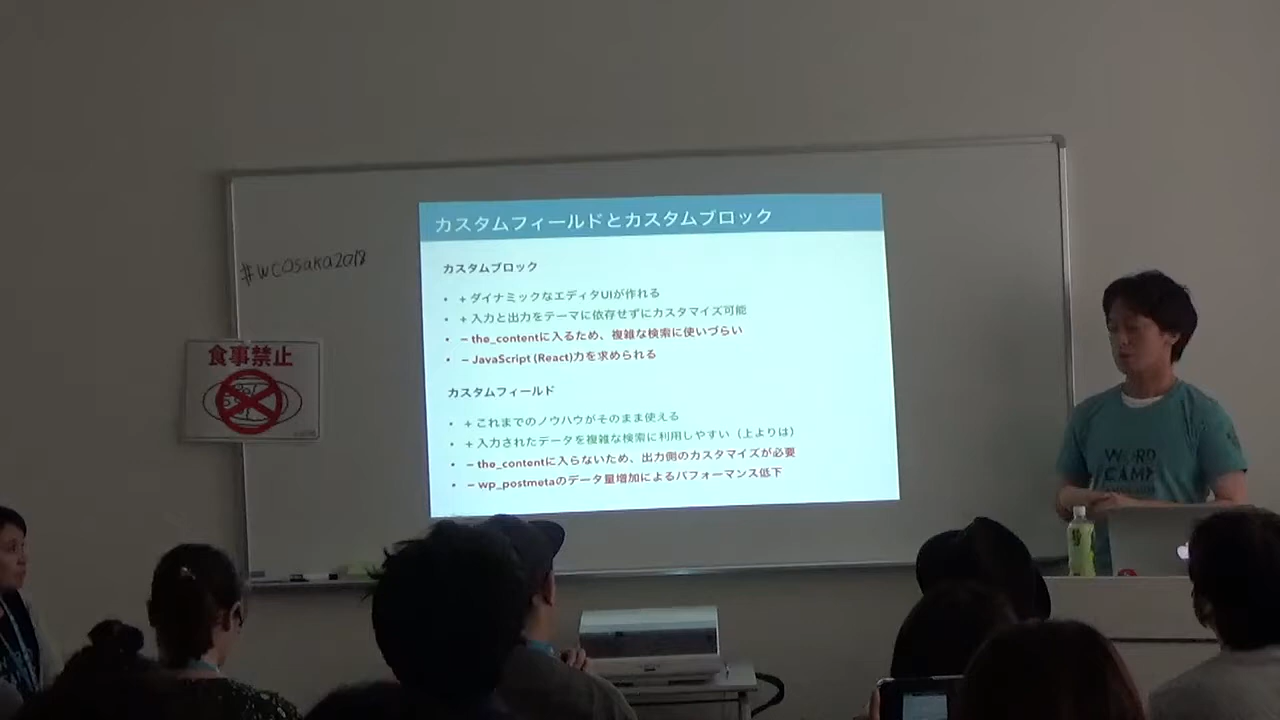 カスタムフィールドとカスタムブロック
カスタムブロック
• + ダイナミックなエディタUIが作れる
• + 入力と出力をテーマに依存せずにカスタマイズ可能
• – the_contentに入るため、複雑な検索に使いづらい
• – JavaScript (React)力を求められる
カスタムフィールド
• + これまでのノウハウがそのまま使える
• + 入力されたデータを複雑な検索に利用しやすい（上よりは）
• – the_contentに入らないため、出力側のカスタマイズが必要
• – wp_postmetaのデータ量増加によるパフォーマンス低下
#WCOsaka2018
食事禁止
WORD
CAMP